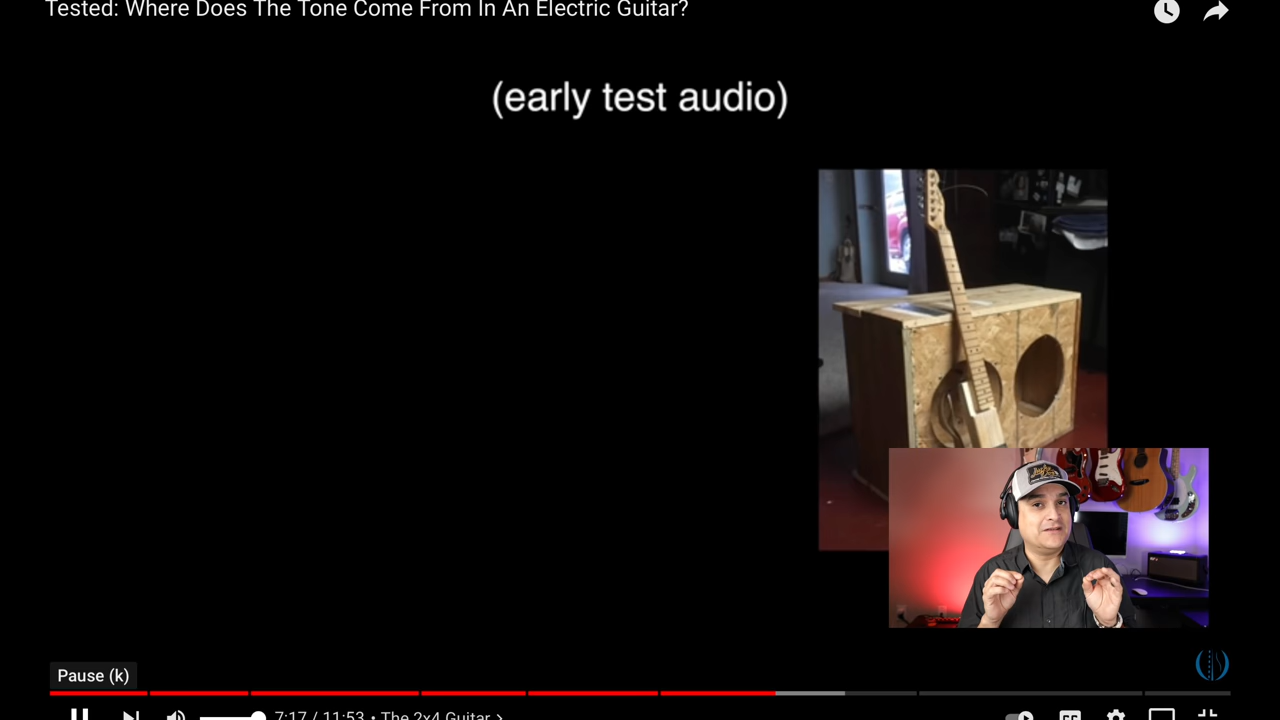 Tested: Where Does The Tone Come From In An Electric Guitar?
(early test audio)
Pause (k)
7:17 / 11:53 • The 2x4 Guitar >